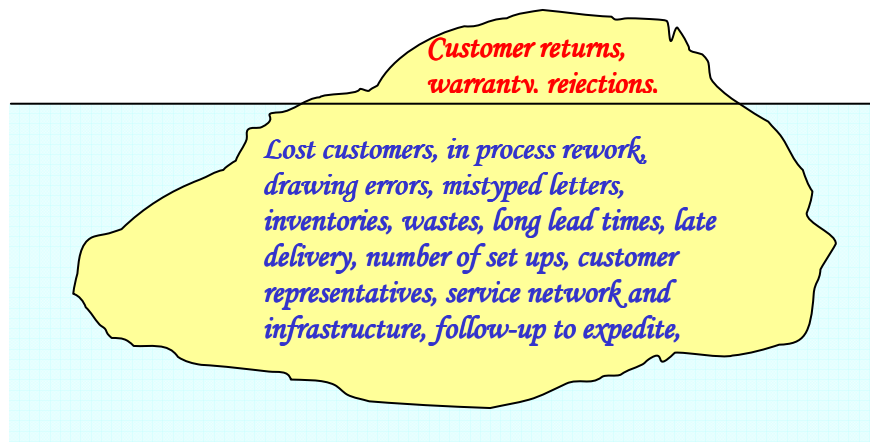 Customer returns,
warranty. rejections.
Lost customers, in process rework,
drawing errors, mistyped letters,
inventories, wastes, long lead times, late
delivery, number of set ups, customer
representatives, service network and
infrastructure, follow-up to expedite,